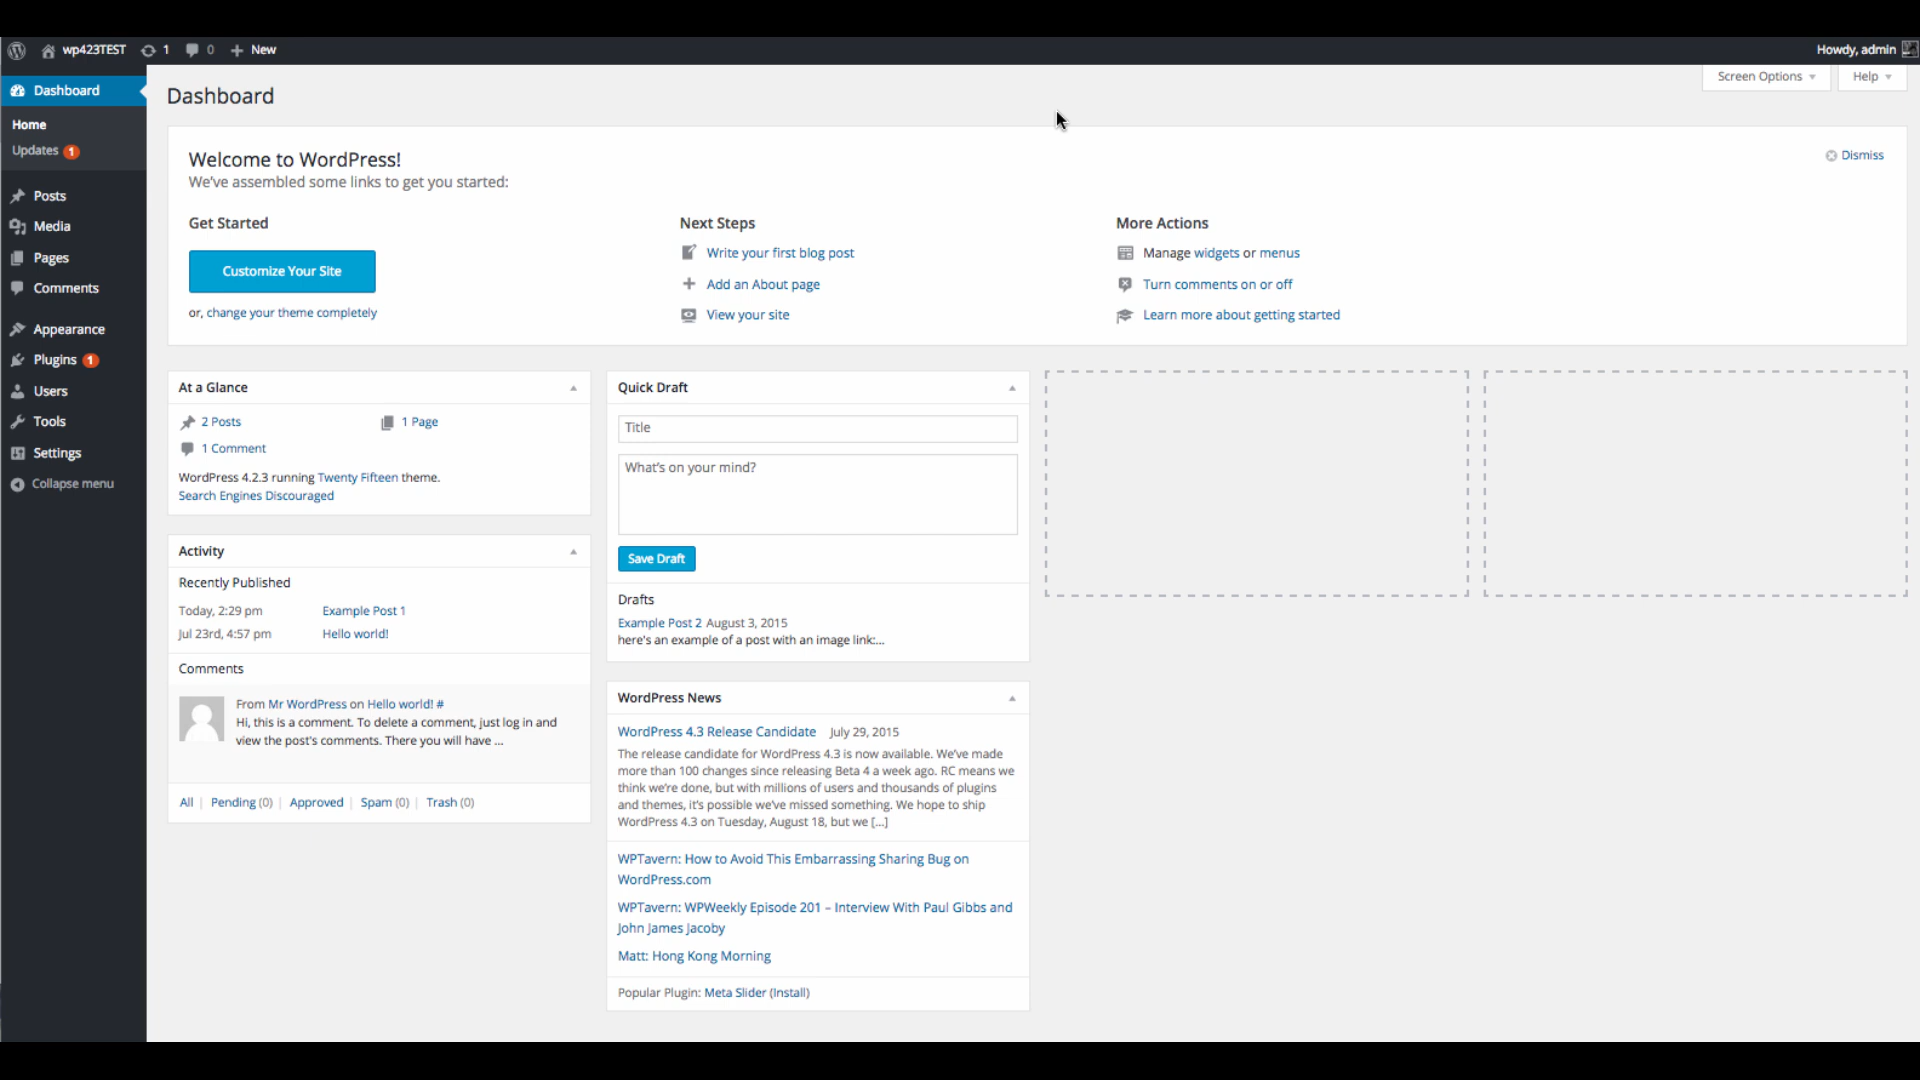 wp423TEST 1 0 New
Howdy, admin
Dashboard
Home
Updates 1
Posts
Media
Pages
Comments
Appearance
Plugins 1
Users
Tools
Settings
Collapse menu
Screen Options
Help
Dashboard
Welcome to WordPress!
We've assembled some links to get you started:
Dismiss
Get Started
Customize Your Site
or, change your theme completely
Next Steps
Write your first blog post
Add an About page
View your site
More Actions
Manage widgets or menus
Turn comments on or off
Learn more about getting started
At a Glance
2 Posts
1 Page
1 Comment
WordPress 4.2.3 running Twenty Fifteen theme.
Search Engines Discouraged
Activity
Recently Published
Today, 2:29 pm Example Post 1
Jul 23rd, 4:57 pm Hello world!
Comments
From Mr WordPress on Hello world! #
Hi, this is a comment. To delete a comment, just log in and
view the post's comments. There you will have ...
All | Pending (0) | Approved | Spam (0) | Trash (0)
Quick Draft
Title
What's on your mind?
Save Draft
Drafts
Example Post 2 August 3, 2015
here's an example of a post with an image link:...
WordPress News
WordPress 4.3 Release Candidate July 29, 2015
The release candidate for WordPress 4.3 is now available. We've made
more than 100 changes since releasing Beta 4 a week ago. RC means we
think we're done, but with millions of users and thousands of plugins
and themes, it's possible we've missed something. We hope to ship
WordPress 4.3 on Tuesday, August 18, but we [...]
WPTavern: How to Avoid This Embarrassing Sharing Bug on
WordPress.com
WPTavern: WPWeekly Episode 201 – Interview With Paul Gibbs and
John James Jacoby
Matt: Hong Kong Morning
Popular Plugin: Meta Slider (Install)